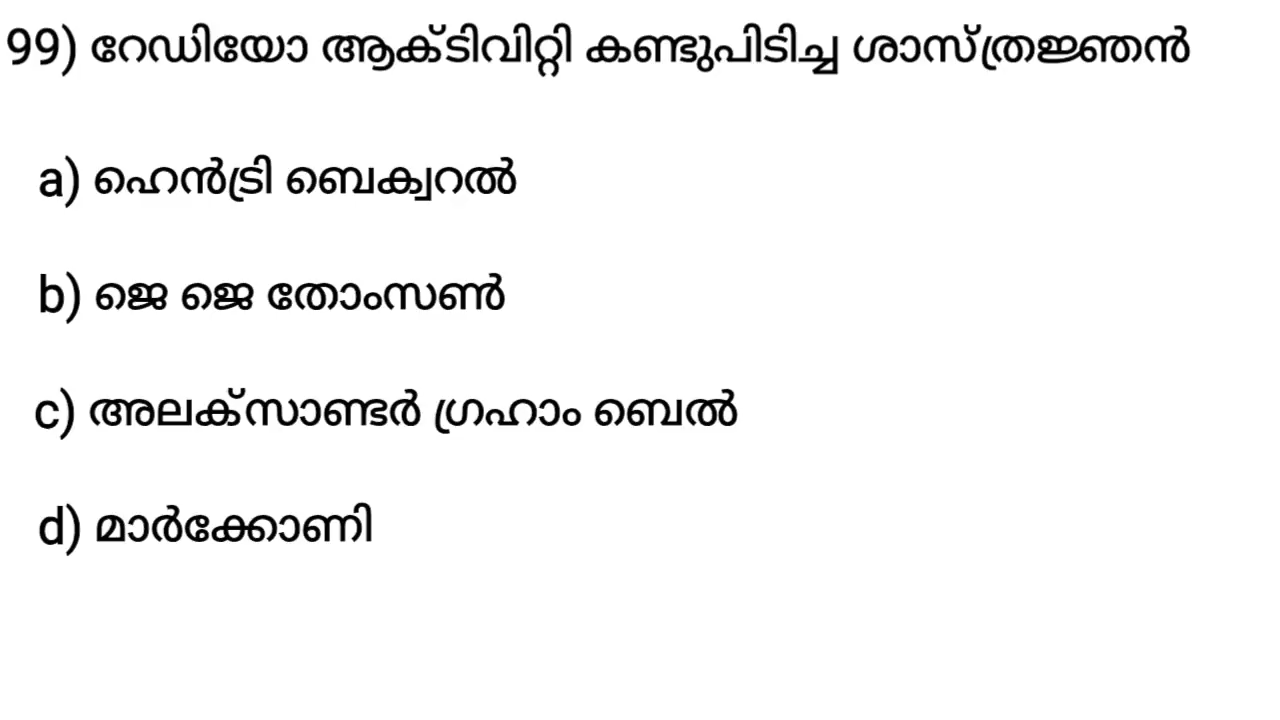 99) റേഡിയോ ആക്ടിവിറ്റി കണ്ടുപിടിച്ച ശാസ്ത്രജ്ഞൻ
a) ഹെൻട്രി ബെക്വറൽ
b) ജെ ജെ തോംസൺ
c) അലക്സാണ്ടർ ഗ്രഹാം ബെൽ
d) മാർക്കോണി